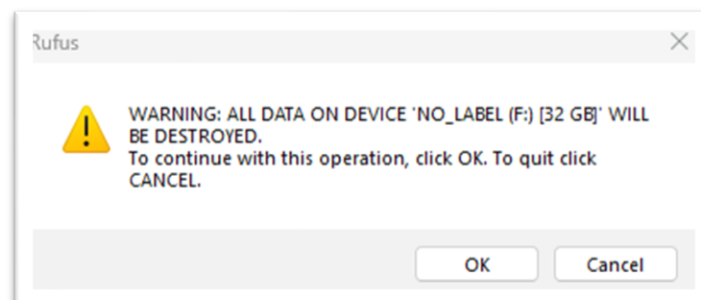 Rufus
WARNING: ALL DATA ON DEVICE 'NO_LABEL (F:) [32 GB]' WILL
BE DESTROYED.
To continue with this operation, click OK. To quit click
CANCEL.
OK
Cancel